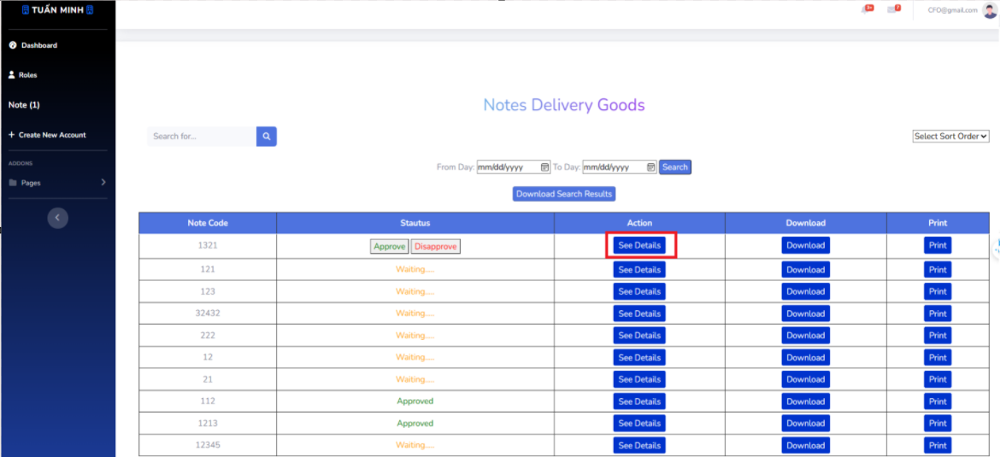 TUẤN MINH
3+
7
CFO@gmail.com
Dashboard
Roles
Note (1)
Create New Account
ADDONS
Pages
Notes Delivery Goods
Search for...
Select Sort Order
From Day: mm/dd/yyyy To Day: mm/dd/yyyy Search
Download Search Results
Note Code Stautus Action Download Print
1321 Approve Disapprove See Details Download Print
121 Waiting..... See Details Download Print
123 Waiting..... See Details Download Print
32432 Waiting..... See Details Download Print
222 Waiting..... See Details Download Print
12 Waiting..... See Details Download Print
21 Waiting..... See Details Download Print
112 Approved See Details Download Print
1213 Approved See Details Download Print
12345 Waiting..... See Details Download Print